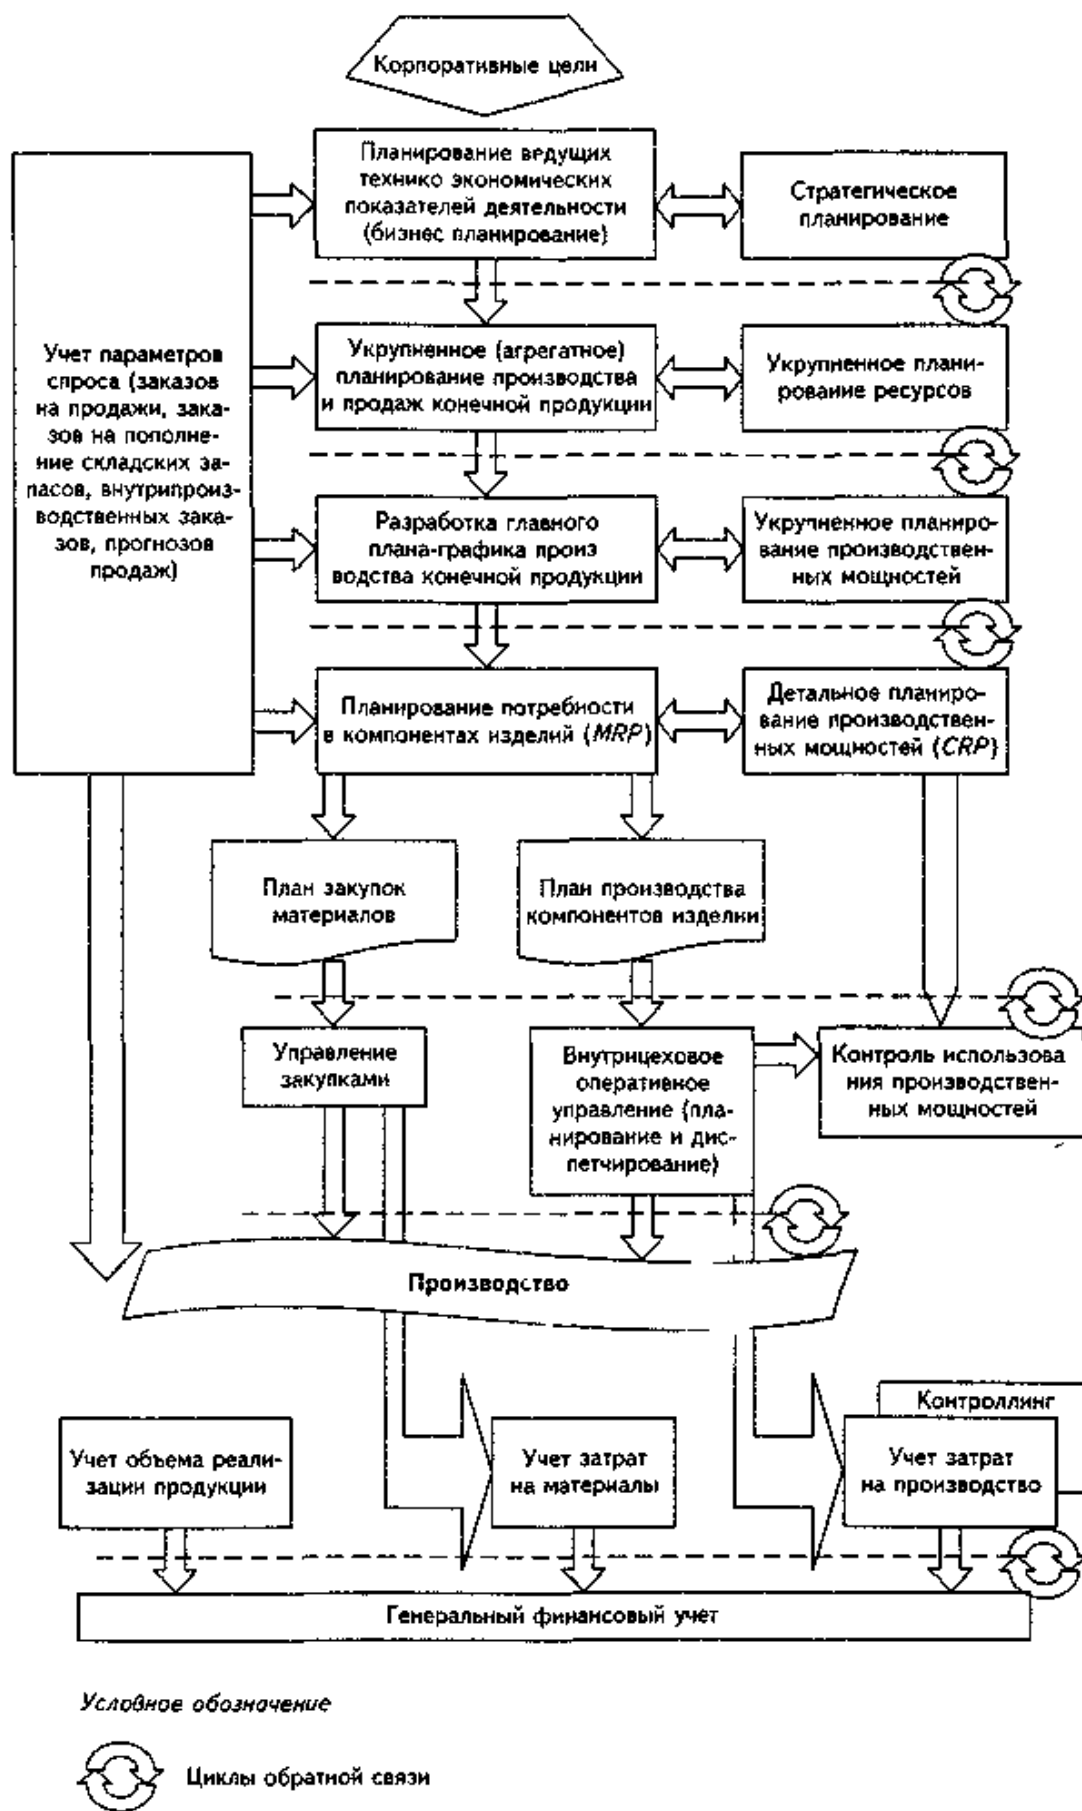 Корпоративные цели
Планирование ведущих
технико экономических
показателей деятельности
(бизнес планирование)
Стратегическое
планирование
Учет параметров
спроса (заказов
на продажи, зака-
зов на пополне-
ние складских за-
пасов, внутрипроиз-
водственных зака-
зов, прогнозов
продаж)
Укрупненное (агрегатное)
планирование производства
и продаж конечной продукции
Укрупненное плани-
рование ресурсов
Разработка главного
плана-графика произ
водства конечной продукции
Укрупненное планиро-
вание производствен-
ных мощностей
Планирование потребности
в компонентах изделий (MRP)
Детальное планиро-
вание производствен-
ных мощностей (CRP)
План закупок
материалов
План производства
компонентов изделки
Управление
закупками
Внутрицеховое
оперативное
управление (пла-
нирование и дис-
петчирование)
Контроль использова
ния производствен-
ных мощностей
Производство
Контроллинг
Учет объема реали-
зации продукции
Учет затрат
на материалы
Учет затрат
на производство
Генеральный финансовый учет
Условное обозначение
Циклы обратной связи